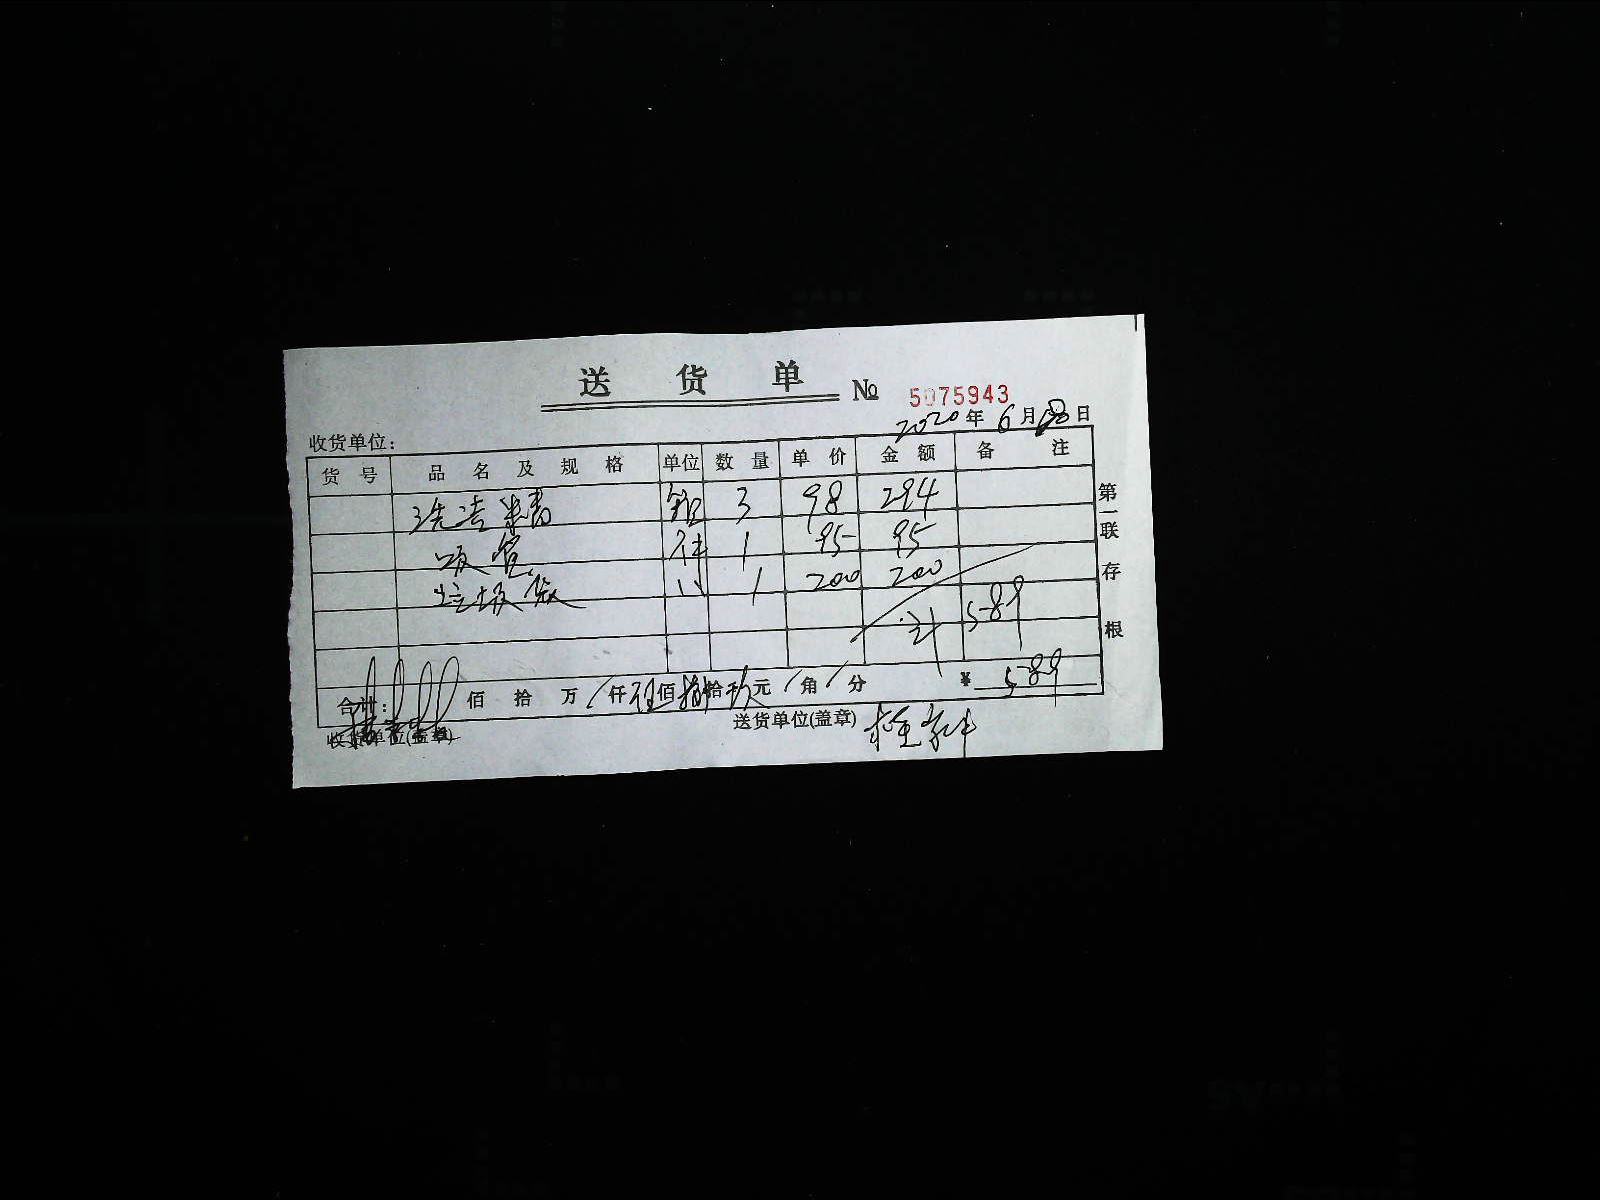 送 货 单 № 5075943
2020年6月日
收货单位：
货 号 品 名 及 规 格 单位 数 量 单 价 金 额 备 注
洗洁精 3 98 294
吸管 件 1 95 95
垃圾袋 1 200 200
计 589
合计： 佰 拾 万 / 仟 伍 佰 捌 拾 玖 元 / 角 / 分 ¥ 589
收货单位(盖章) 送货单位(盖章)
第一联 存根